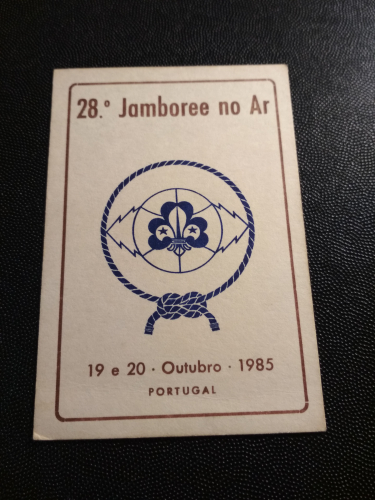 28.º Jamboree no Ar
19 e 20 · Outubro · 1985
PORTUGAL